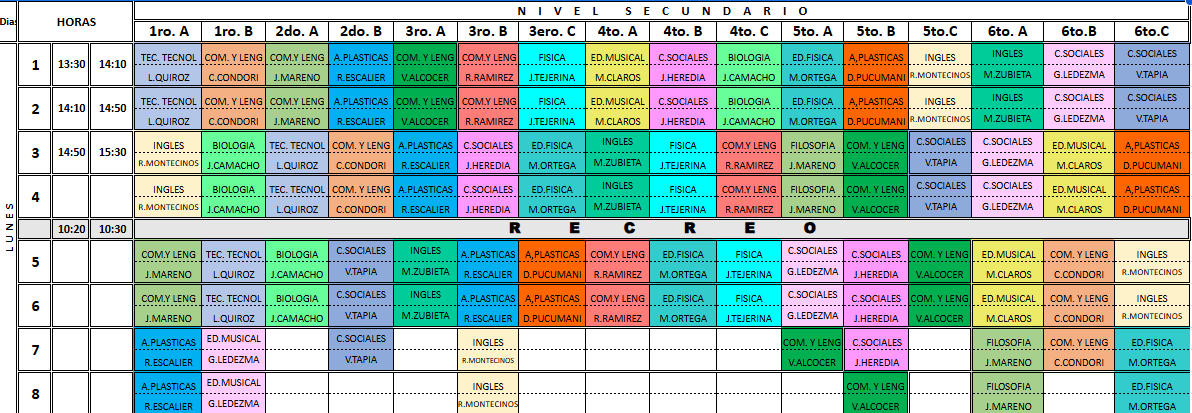 N I V E L S E C U N D A R I O
Dias HORAS 1ro. A 1ro. B 2do. A 2do. B 3ro. A 3ro. B 3ero. C 4to. A 4to. B 4to. C 5to. A 5to. B 5to.C 6to. A 6to.B 6to.C
1 13:30 14:10 TEC. TECNOL COM. Y LENG COM.Y LENG A.PLASTICAS COM. Y LENG COM.Y LENG FISICA ED.MUSICAL C.SOCIALES BIOLOGIA ED.FISICA A,PLASTICAS INGLES INGLES C.SOCIALES C.SOCIALES
L.QUIROZ C.CONDORI J.MARENO R.ESCALIER V.ALCOCER R.RAMIREZ J.TEJERINA M.CLAROS J.HEREDIA J.CAMACHO M.ORTEGA D.PUCUMANI R.MONTECINOS M.ZUBIETA G.LEDEZMA V.TAPIA
2 14:10 14:50 TEC. TECNOL COM. Y LENG COM.Y LENG A.PLASTICAS COM. Y LENG COM.Y LENG FISICA ED.MUSICAL C.SOCIALES BIOLOGIA ED.FISICA A,PLASTICAS INGLES INGLES C.SOCIALES C.SOCIALES
L.QUIROZ C.CONDORI J.MARENO R.ESCALIER V.ALCOCER R.RAMIREZ J.TEJERINA M.CLAROS J.HEREDIA J.CAMACHO M.ORTEGA D.PUCUMANI R.MONTECINOS M.ZUBIETA G.LEDEZMA V.TAPIA
3 14:50 15:30 INGLES BIOLOGIA TEC. TECNOL COM. Y LENG A.PLASTICAS C.SOCIALES ED.FISICA INGLES FISICA COM.Y LENG FILOSOFIA COM. Y LENG C.SOCIALES C.SOCIALES ED.MUSICAL A,PLASTICAS
R.MONTECINOS J.CAMACHO L.QUIROZ C.CONDORI R.ESCALIER J.HEREDIA M.ORTEGA M.ZUBIETA J.TEJERINA R.RAMIREZ J.MARENO V.ALCOCER V.TAPIA G.LEDEZMA M.CLAROS D.PUCUMANI
4 INGLES BIOLOGIA TEC. TECNOL COM. Y LENG A.PLASTICAS C.SOCIALES ED.FISICA INGLES FISICA COM.Y LENG FILOSOFIA COM. Y LENG C.SOCIALES C.SOCIALES ED.MUSICAL A,PLASTICAS
R.MONTECINOS J.CAMACHO L.QUIROZ C.CONDORI R.ESCALIER J.HEREDIA M.ORTEGA M.ZUBIETA J.TEJERINA R.RAMIREZ J.MARENO V.ALCOCER V.TAPIA G.LEDEZMA M.CLAROS D.PUCUMANI
LUNES
10:20 10:30 R E C R E O
5 COM.Y LENG TEC. TECNOL BIOLOGIA C.SOCIALES INGLES A.PLASTICAS A,PLASTICAS COM.Y LENG ED.FISICA FISICA C.SOCIALES C.SOCIALES COM. Y LENG ED.MUSICAL COM. Y LENG INGLES
J.MARENO L.QUIROZ J.CAMACHO V.TAPIA M.ZUBIETA R.ESCALIER D.PUCUMANI R.RAMIREZ M.ORTEGA J.TEJERINA G.LEDEZMA J.HEREDIA V.ALCOCER M.CLAROS C.CONDORI R.MONTECINOS
6 COM.Y LENG TEC. TECNOL BIOLOGIA C.SOCIALES INGLES A.PLASTICAS A,PLASTICAS COM.Y LENG ED.FISICA FISICA C.SOCIALES C.SOCIALES COM. Y LENG ED.MUSICAL COM. Y LENG INGLES
J.MARENO L.QUIROZ J.CAMACHO V.TAPIA M.ZUBIETA R.ESCALIER D.PUCUMANI R.RAMIREZ M.ORTEGA J.TEJERINA G.LEDEZMA J.HEREDIA V.ALCOCER M.CLAROS C.CONDORI R.MONTECINOS
7 A.PLASTICAS ED.MUSICAL C.SOCIALES INGLES COM. Y LENG C.SOCIALES FILOSOFIA COM. Y LENG ED.FISICA
R.ESCALIER G.LEDEZMA V.TAPIA R.MONTECINOS V.ALCOCER J.HEREDIA J.MARENO C.CONDORI M.ORTEGA
8 A.PLASTICAS ED.MUSICAL INGLES COM. Y LENG FILOSOFIA ED.FISICA
R.ESCALIER G.LEDEZMA R.MONTECINOS V.ALCOCER J.MARENO M.ORTEGA